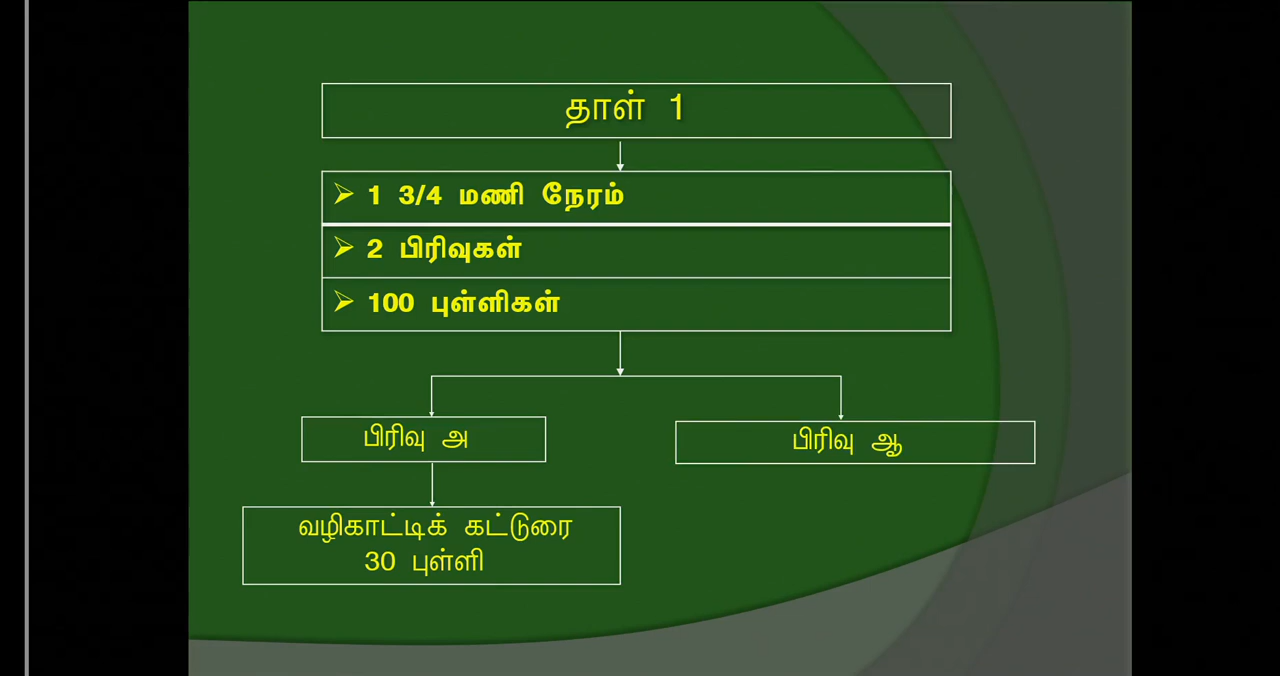 தாள் 1
➢ 1 3/4 மணி நேரம்
➢ 2 பிரிவுகள்
➢ 100 புள்ளிகள்
பிரிவு அ
பிரிவு ஆ
வழிகாட்டிக் கட்டுரை
30 புள்ளி